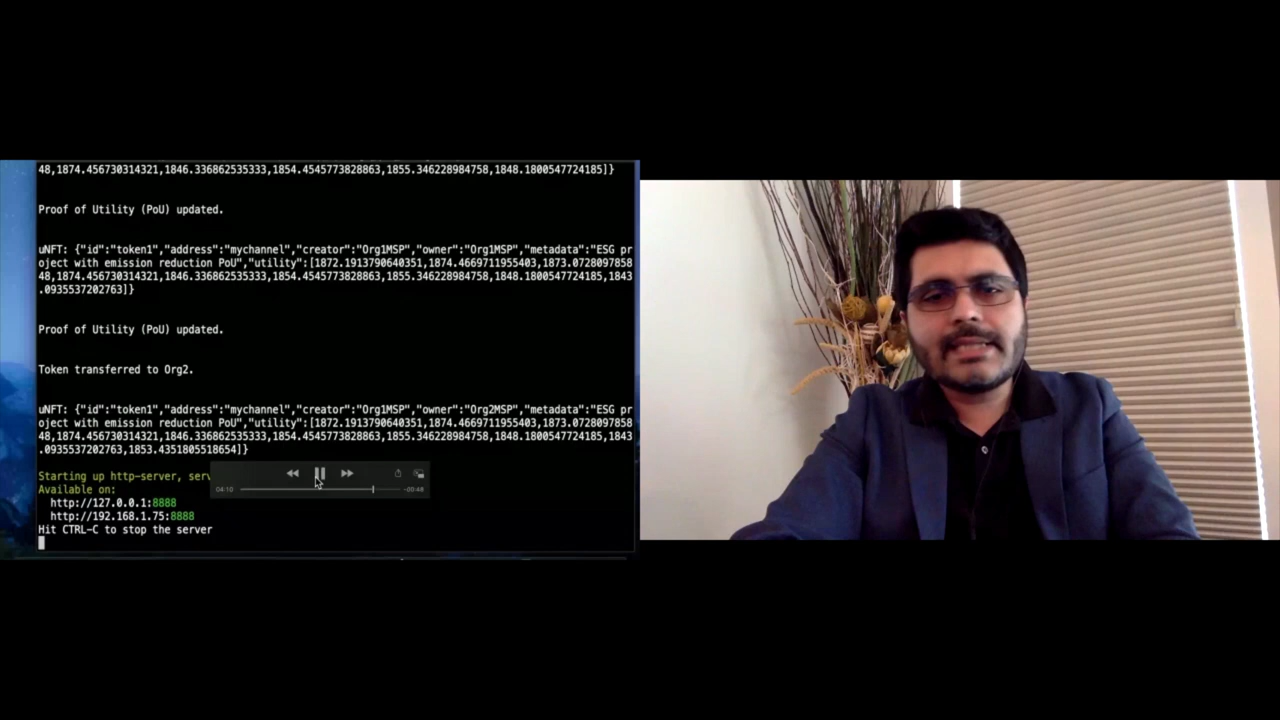 48,1874.456730314321,1846.336862535333,1854.4545773828863,1855.346228984758,1848.1800547724185]}
Proof of Utility (PoU) updated.
uNFT: {"id":"token1","address":"mychannel","creator":"Org1MSP","owner":"Org1MSP","metadata":"ESG pr
oject with emission reduction PoU","utility":[1872.1913790640351,1874.4669711955403,1873.0728097858
48,1874.456730314321,1846.336862535333,1854.4545773828863,1855.346228984758,1848.1800547724185,1843
.0935537202763]}
Proof of Utility (PoU) updated.
Token transferred to Org2.
uNFT: {"id":"token1","address":"mychannel","creator":"Org1MSP","owner":"Org2MSP","metadata":"ESG pr
oject with emission reduction PoU","utility":[1872.1913790640351,1874.4669711955403,1873.0728097858
48,1874.456730314321,1846.336862535333,1854.4545773828863,1855.346228984758,1848.1800547724185,1843
.0935537202763,1853.4351805518654]}
Starting up http-server, serv
Available on:
http://127.0.0.1:8888
http://192.168.1.75:8888
Hit CTRL-C to stop the server
04:10
-00:48